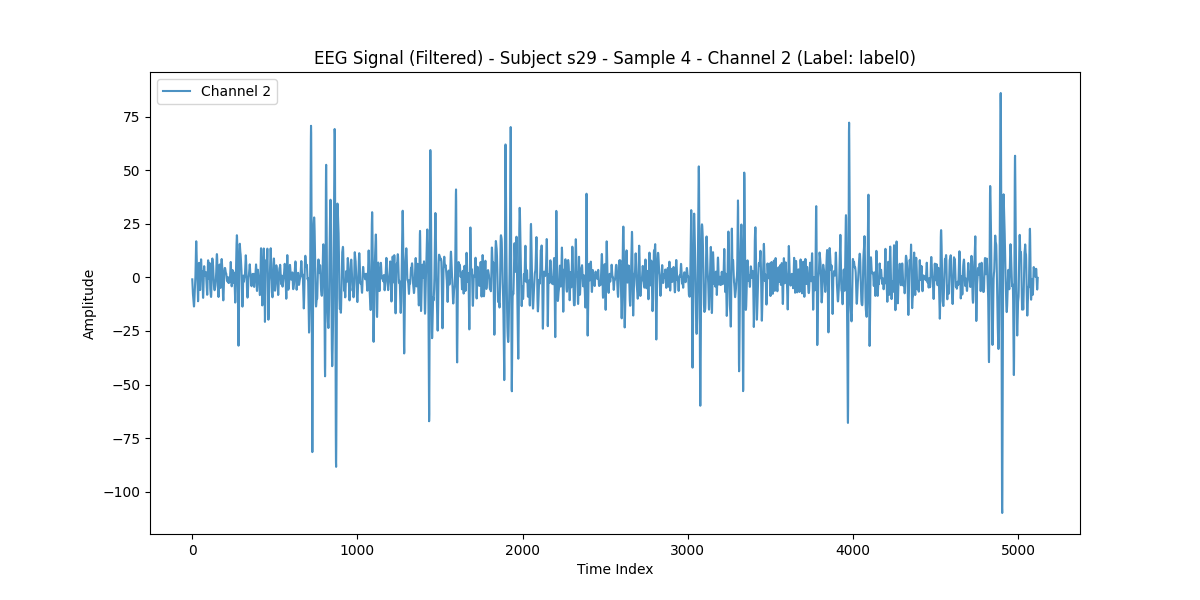 EEG Signal (Filtered) - Subject s29 - Sample 4 - Channel 2 (Label: label0)
Channel 2
75
50
25
0
−25
−50
−75
−100
Amplitude
0 1000 2000 3000 4000 5000
Time Index